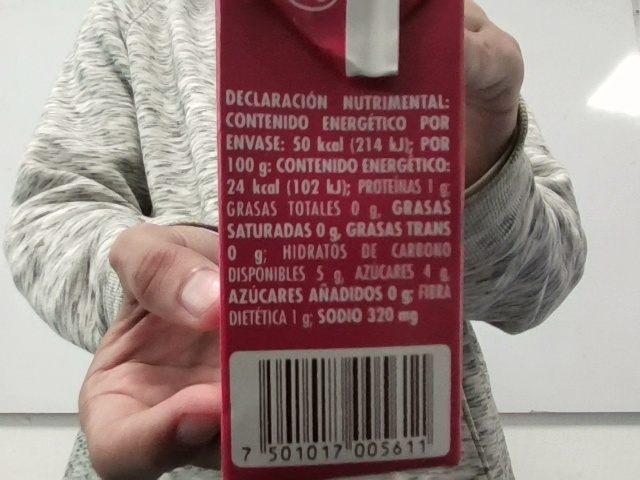 DECLARACIÓN NUTRIMENTAL:
CONTENIDO ENERGÉTICO POR
ENVASE: 50 kcal (214 kJ); POR
100 g: CONTENIDO ENERGÉTICO:
24 kcal (102 kJ); PROTEÍNAS 1 g,
GRASAS TOTALES 0 g, GRASAS
SATURADAS 0 g, GRASAS TRANS
0 g; HIDRATOS DE CARBONO
DISPONIBLES 5 g, AZÚCARES 4 g,
AZÚCARES AÑADIDOS 0 g; FIBRA
DIETÉTICA 1 g; SODIO 320 mg
7 501017 005611